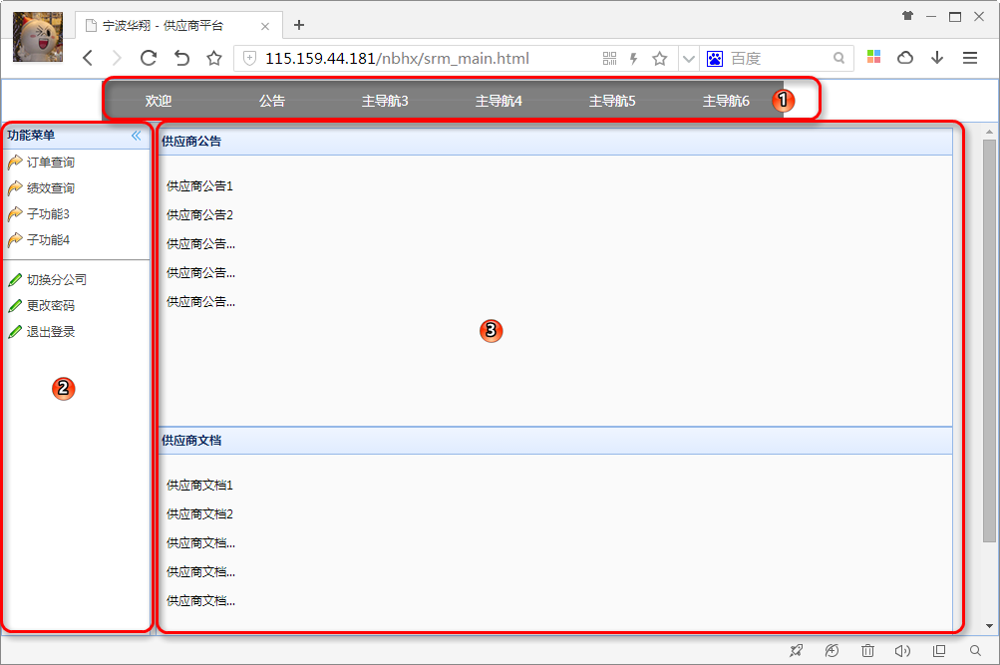 宁波华翔 - 供应商平台
115.159.44.181/nbhx/srm_main.html
百度
欢迎 公告 主导航3 主导航4 主导航5 主导航6 1
功能菜单
订单查询
绩效查询
子功能3
子功能4
切换分公司
更改密码
退出登录
2
供应商公告
供应商公告1
供应商公告2
供应商公告...
供应商公告...
供应商公告...
3
供应商文档
供应商文档1
供应商文档2
供应商文档...
供应商文档...
供应商文档...